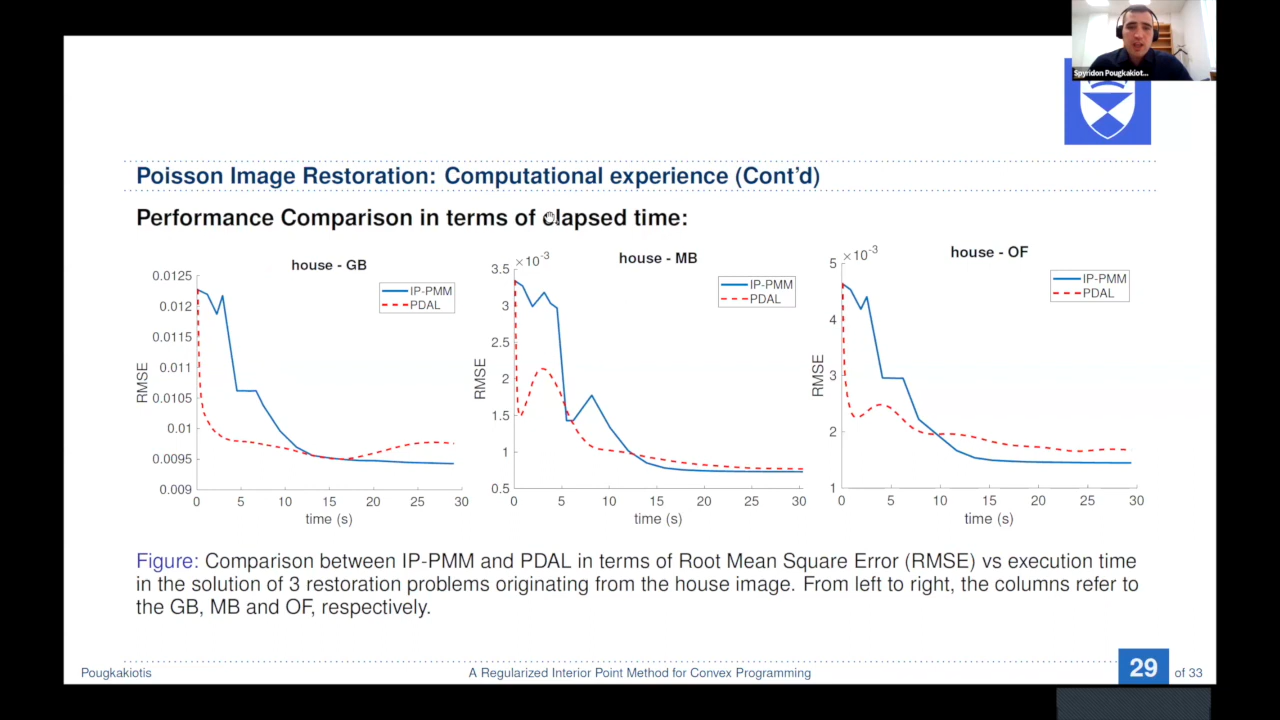 Spyridon Pougkakiot...
Poisson Image Restoration: Computational experience (Cont'd)
Performance Comparison in terms of elapsed time:
house - GB
IP-PMM
PDAL
0.0125
0.012
0.0115
0.011
0.0105
0.01
0.0095
0.009
RMSE
0 5 10 15 20 25 30
time (s)
house - MB
×10⁻³
IP-PMM
PDAL
3.5
3
2.5
2
1.5
1
0.5
RMSE
0 5 10 15 20 25 30
time (s)
house - OF
×10⁻³
IP-PMM
PDAL
5
4
3
2
1
RMSE
0 5 10 15 20 25 30
time (s)
Figure: Comparison between IP-PMM and PDAL in terms of Root Mean Square Error (RMSE) vs execution time
in the solution of 3 restoration problems originating from the house image. From left to right, the columns refer to
the GB, MB and OF, respectively.
Pougkakiotis
A Regularized Interior Point Method for Convex Programming
29 of 33